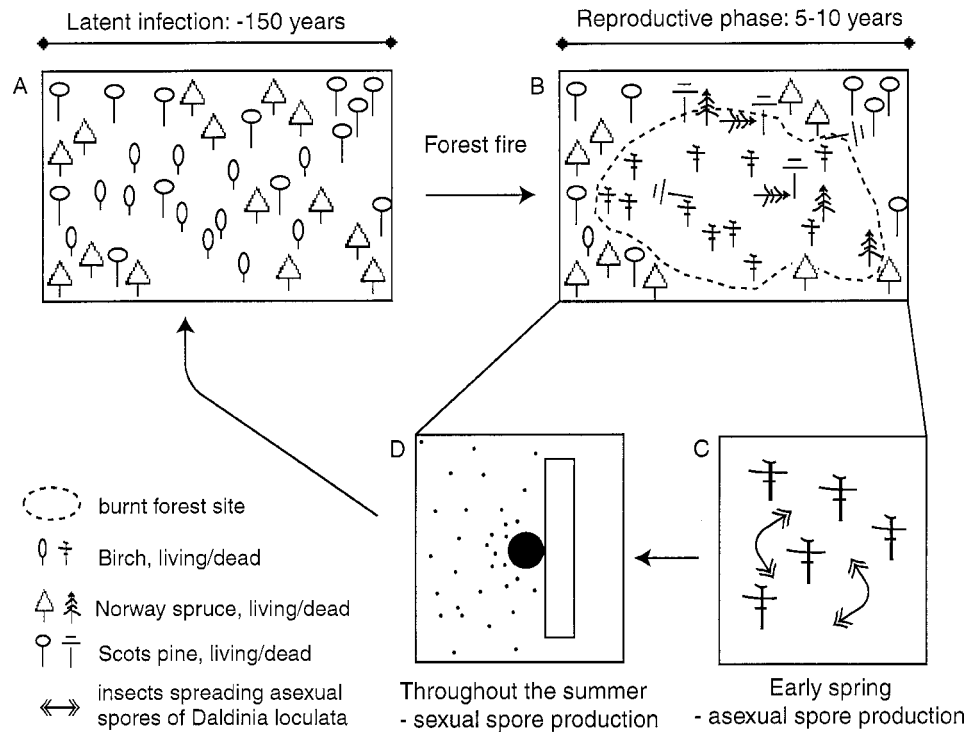 Latent infection: -150 years
Reproductive phase: 5-10 years
A
B
Forest fire
D
C
burnt forest site
Birch, living/dead
Norway spruce, living/dead
Scots pine, living/dead
insects spreading asexual
spores of Daldinia loculata
Throughout the summer
- sexual spore production
Early spring
- asexual spore production